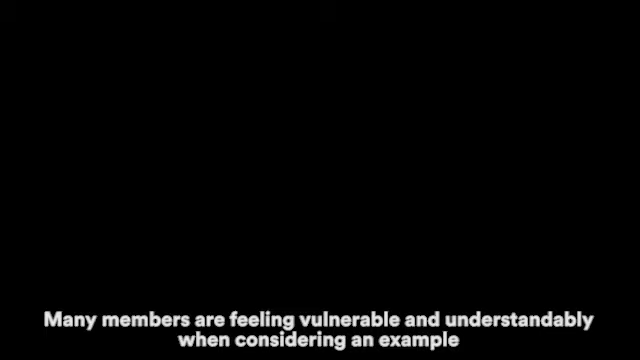 Many members are feeling vulnerable and understandably
when considering an example